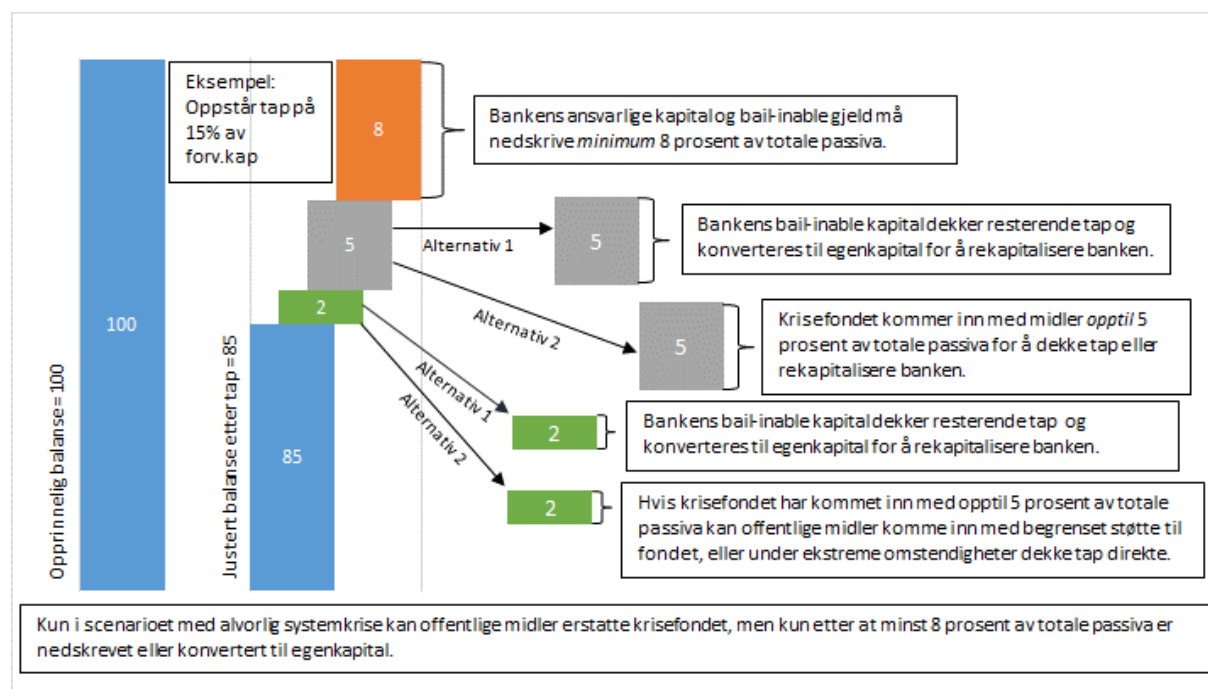 Opprinnelig balanse = 100
100
Eksempel:
Oppstår tap på
15% av
forv.kap
Justert balanse etter tap = 85
8
Bankens ansvarlige kapital og bail-inable gjeld må
nedskrive minimum 8 prosent av totale passiva.
5
Alternativ 1
5
Bankens bail-inable kapital dekker resterende tap og
konverteres til egenkapital for å rekapitalisere banken.
Alternativ 2
5
Krisefondet kommer inn med midler opptil 5
prosent av totale passiva for å dekke tap eller
rekapitalisere banken.
2
Alternativ 1
2
Bankens bail-inable kapital dekker resterende tap og
konverteres til egenkapital for å rekapitalisere banken.
Alternativ 2
2
Hvis krisefondet har kommet inn med opptil 5 prosent av totale
passiva kan offentlige midler komme inn med begrenset støtte til
fondet, eller under ekstreme omstendigheter dekke tap direkte.
85
Kun i scenarioet med alvorlig systemkrise kan offentlige midler erstatte krisefondet, men kun etter at minst 8 prosent av totale passiva er
nedskrevet eller konvertert til egenkapital.